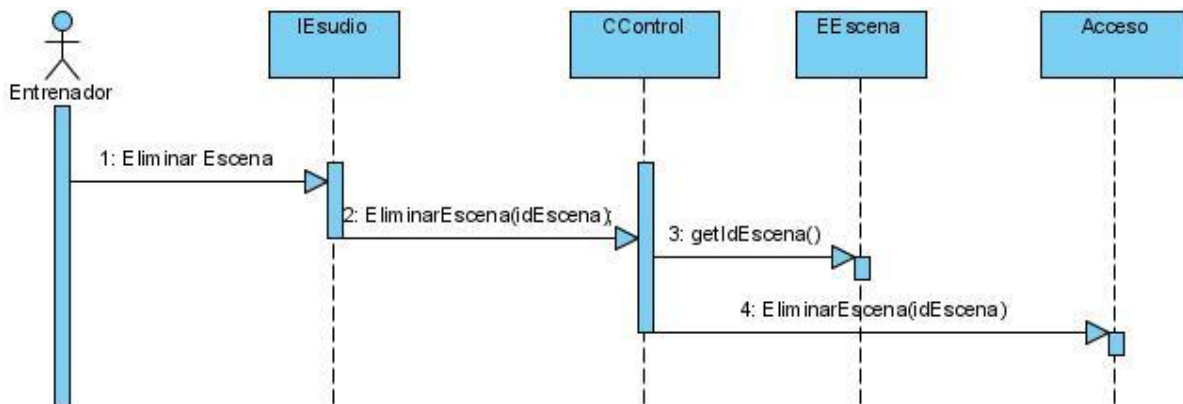 IEsudio
CControl
EEscena
Acceso
Entrenador
1: Eliminar Escena
2: EliminarEscena(idEscena);
3: getIdEscena()
4: EliminarEscena(idEscena)